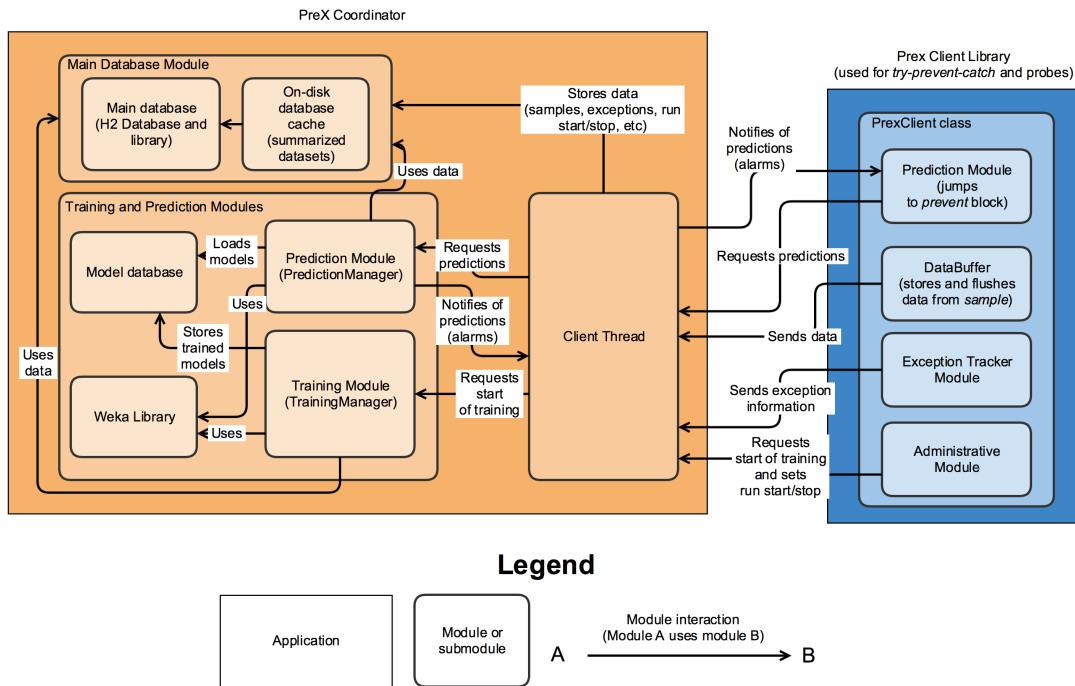 PreX Coordinator
Main Database Module
Main database
(H2 Database and
library)
On-disk
database
cache
(summarized
datasets)
Stores data
(samples, exceptions, run
start/stop, etc)
Uses data
Training and Prediction Modules
Model database
Loads
models
Prediction Module
(PredictionManager)
Requests
predictions
Uses
Notifies of
predictions
(alarms)
Stores
trained
models
Uses
data
Training Module
(TrainingManager)
Requests
start
of training
Weka Library
Uses
Client Thread
Notifies of
predictions
(alarms)
Requests predictions
Sends data
Sends exception
information
Requests
start of training
and sets
run start/stop
Prex Client Library
(used for try-prevent-catch and probes)
PrexClient class
Prediction Module
(jumps
to prevent block)
DataBuffer
(stores and flushes
data from sample)
Exception Tracker
Module
Administrative
Module
Legend
Application
Module or
submodule
A
Module interaction
(Module A uses module B)
B